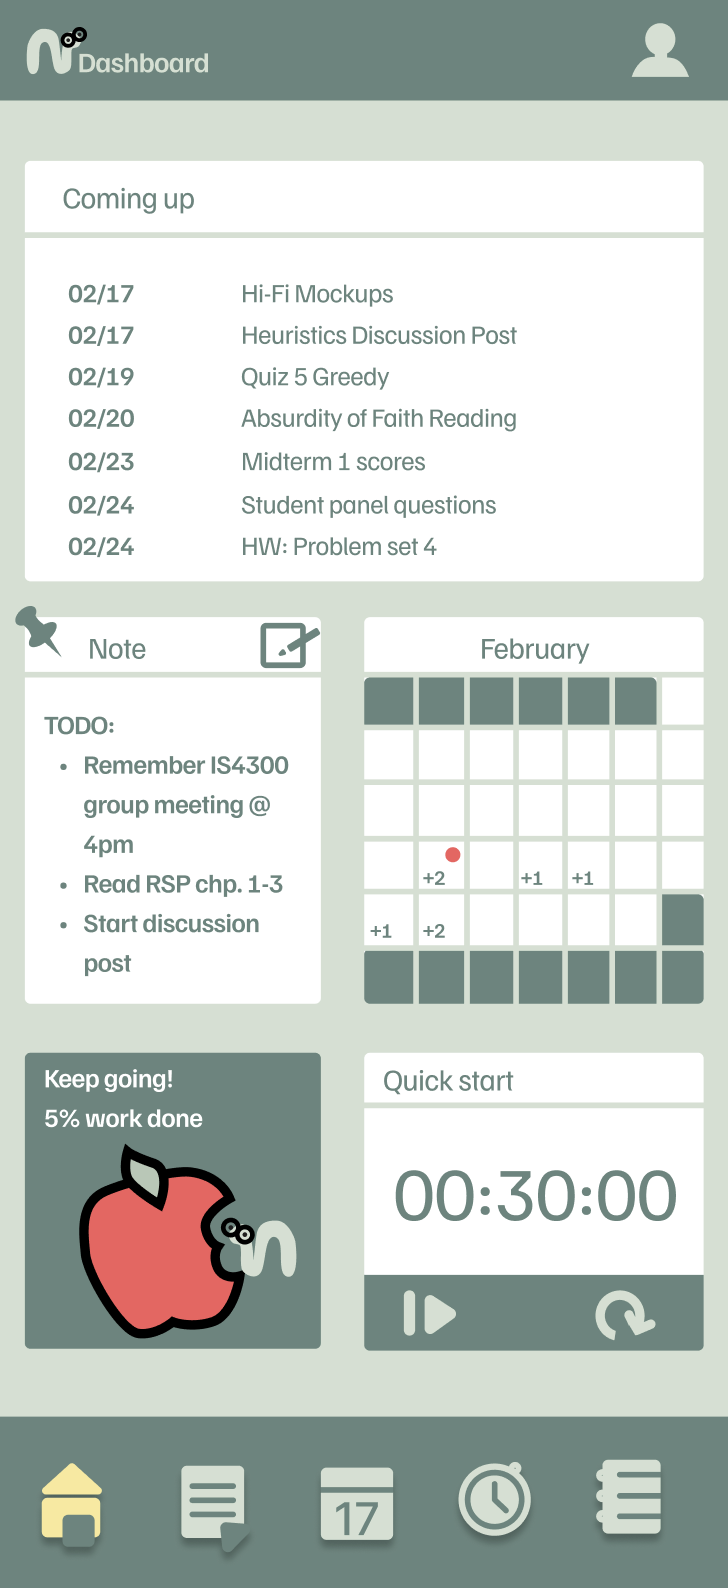 Dashboard
Coming up
02/17 Hi-Fi Mockups
02/17 Heuristics Discussion Post
02/19 Quiz 5 Greedy
02/20 Absurdity of Faith Reading
02/23 Midterm 1 scores
02/24 Student panel questions
02/24 HW: Problem set 4
Note
TODO:
• Remember IS4300
group meeting @
4pm
• Read RSP chp. 1-3
• Start discussion
post
February
+2 +1 +1
+1 +2
Keep going!
5% work done
Quick start
00:30:00
17